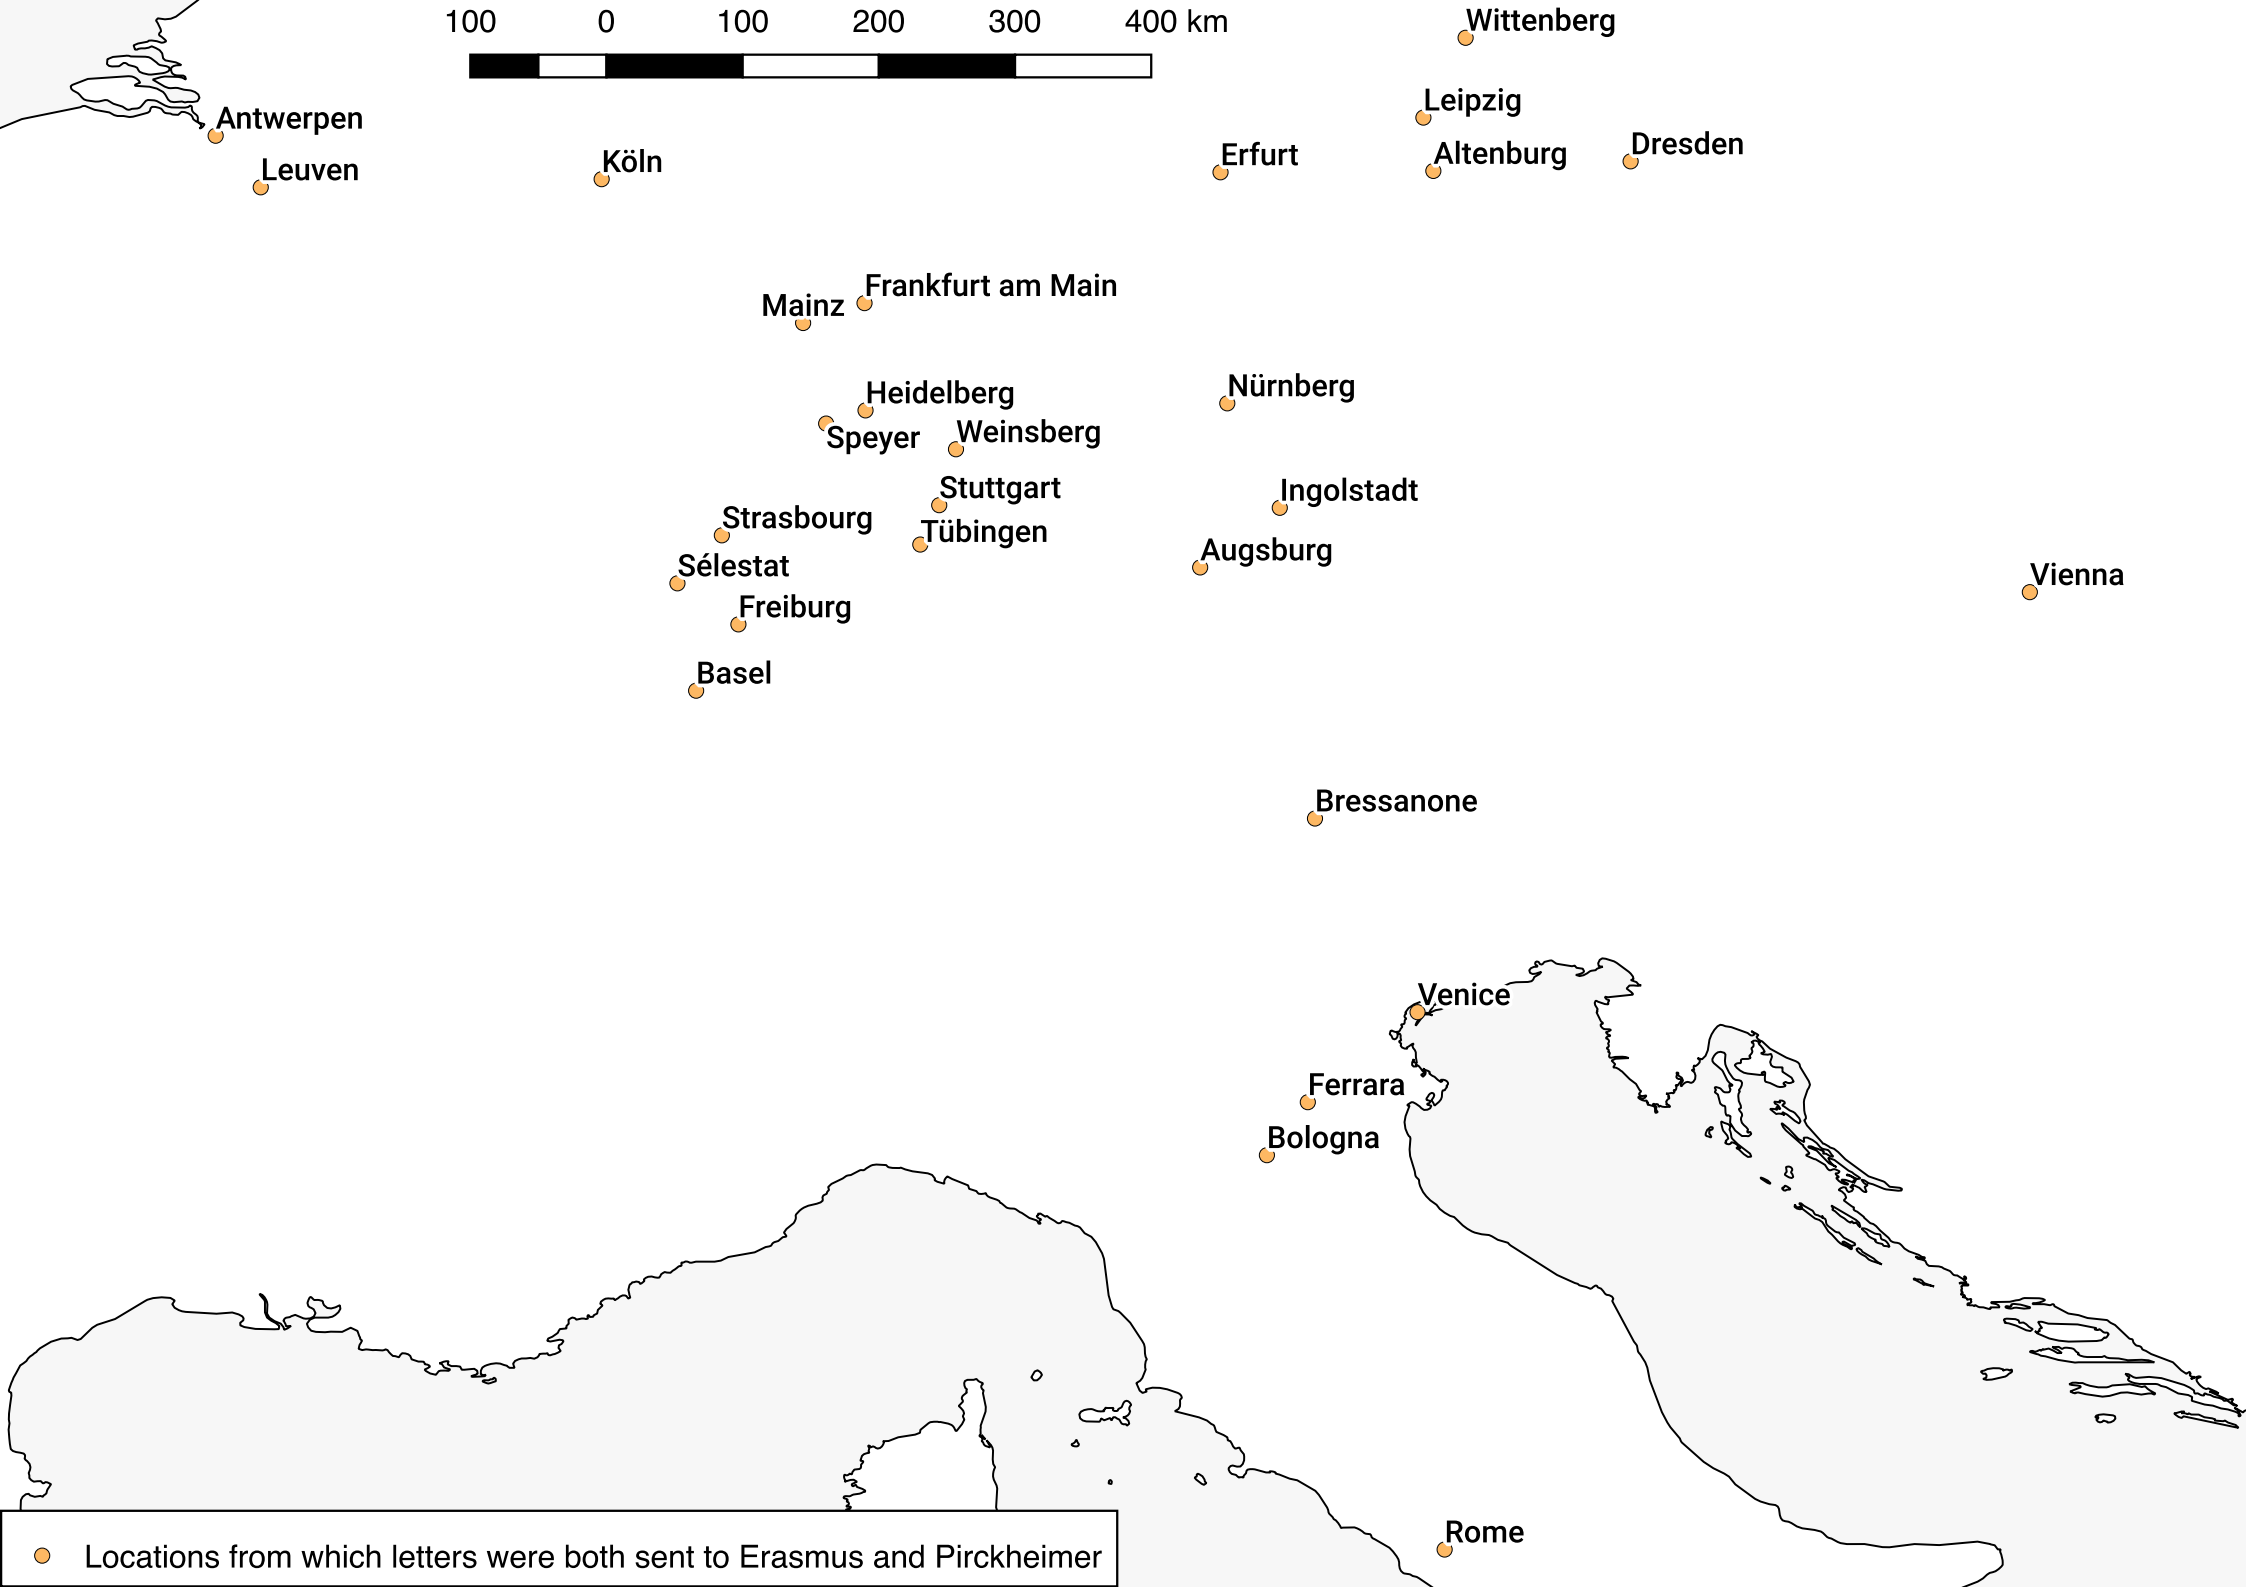 100 0 100 200 300 400 km
Wittenberg
Leipzig
Antwerpen
Dresden
Altenburg
Erfurt
Köln
Leuven
Frankfurt am Main
Mainz
Nürnberg
Heidelberg
Weinsberg
Speyer
Stuttgart
Ingolstadt
Strasbourg
Tübingen
Augsburg
Sélestat
Vienna
Freiburg
Basel
Bressanone
Venice
Ferrara
Bologna
Rome
Locations from which letters were both sent to Erasmus and Pirckheimer